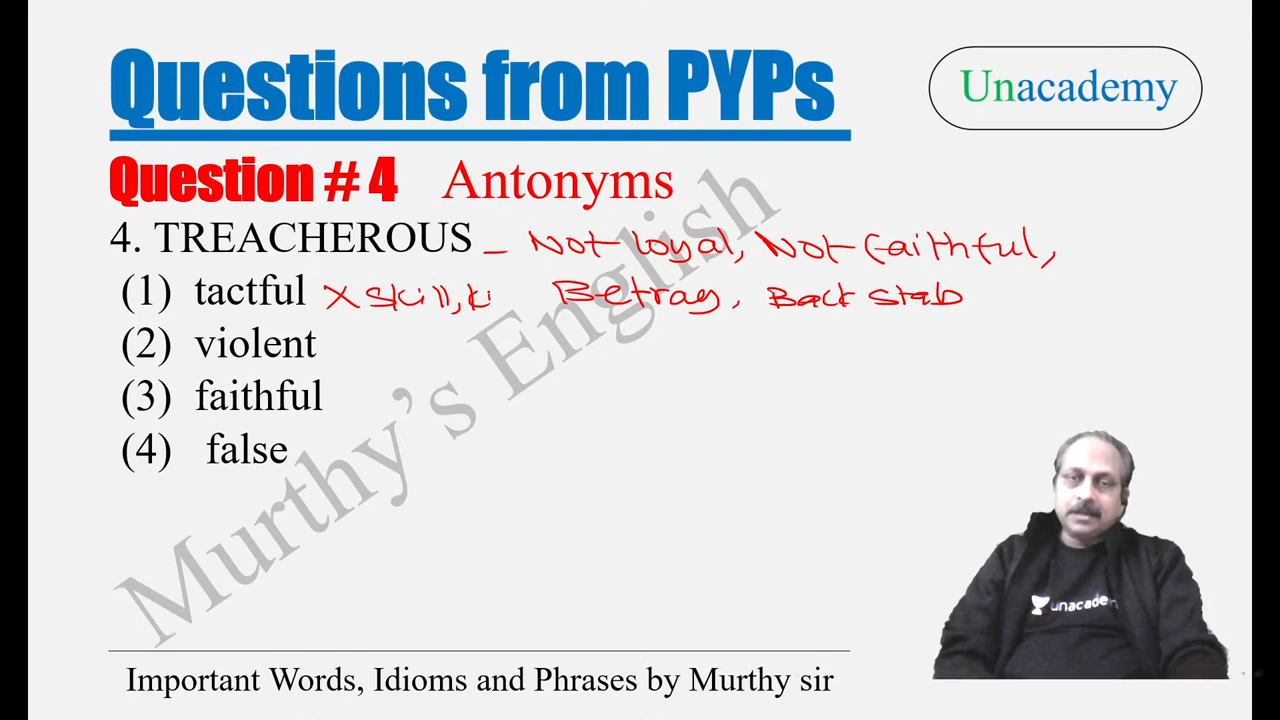 Questions from PYPs
Unacademy
Question # 4 Antonyms
4. TREACHEROUS – Not loyal, Not faithful,
(1) tactful X skill, ki Betray, Back stab
(2) violent
(3) faithful
(4) false
Murthy's English
unacademy
Important Words, Idioms and Phrases by Murthy sir